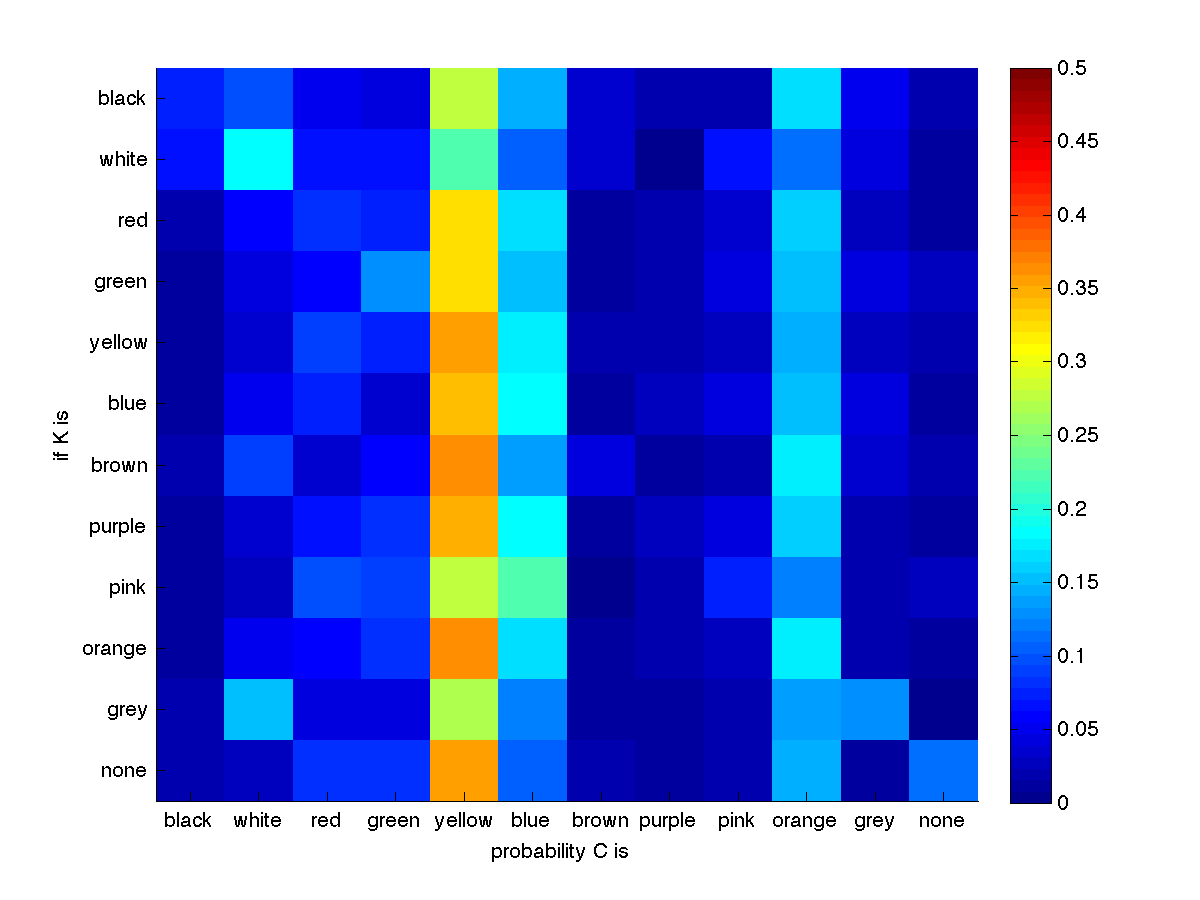 if K is
black
white
red
green
yellow
blue
brown
purple
pink
orange
grey
none
black white red green yellow blue brown purple pink orange grey none
probability C is
0.5
0.45
0.4
0.35
0.3
0.25
0.2
0.15
0.1
0.05
0